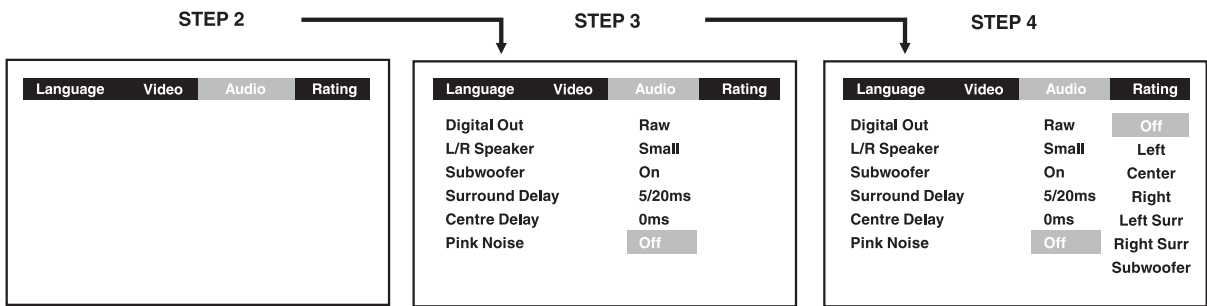 STEP 2
STEP 3
STEP 4
Language Video Audio Rating
Language Video Audio Rating
Digital Out Raw
L/R Speaker Small
Subwoofer On
Surround Delay 5/20ms
Centre Delay 0ms
Pink Noise Off
Language Video Audio Rating
Digital Out Raw Off
L/R Speaker Small Left
Subwoofer On Center
Surround Delay 5/20ms Right
Centre Delay 0ms Left Surr
Pink Noise Off Right Surr
Subwoofer